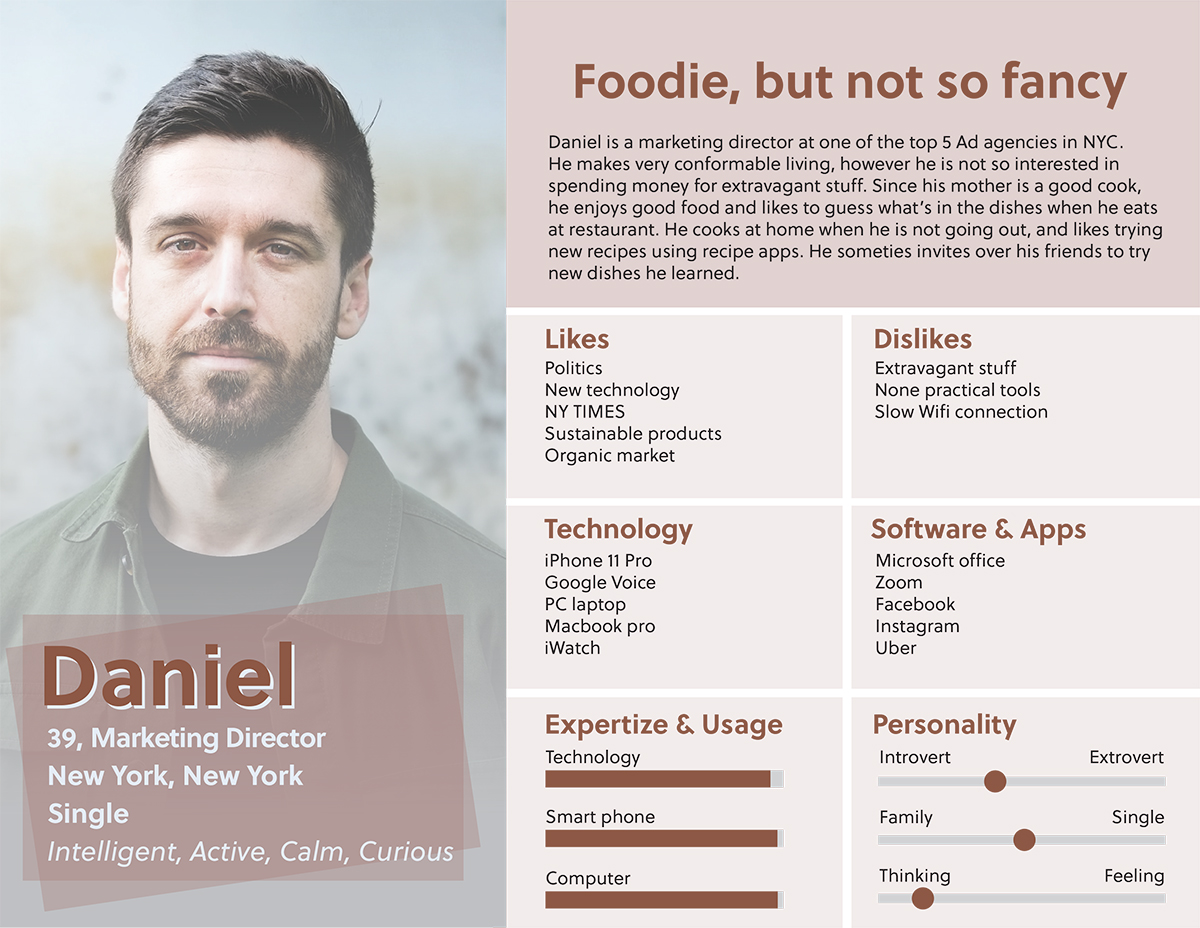 Foodie, but not so fancy
Daniel is a marketing director at one of the top 5 Ad agencies in NYC.
He makes very conformable living, however he is not so interested in
spending money for extravagant stuff. Since his mother is a good cook,
he enjoys good food and likes to guess what's in the dishes when he eats
at restaurant. He cooks at home when he is not going out, and likes trying
new recipes using recipe apps. He someties invites over his friends to try
new dishes he learned.
Likes
Politics
New technology
NY TIMES
Sustainable products
Organic market
Dislikes
Extravagant stuff
None practical tools
Slow Wifi connection
Technology
iPhone 11 Pro
Google Voice
PC laptop
Macbook pro
iWatch
Software & Apps
Microsoft office
Zoom
Facebook
Instagram
Uber
Daniel
39, Marketing Director
New York, New York
Single
Intelligent, Active, Calm, Curious
Expertize & Usage
Technology
Smart phone
Computer
Personality
Introvert Extrovert
Family Single
Thinking Feeling